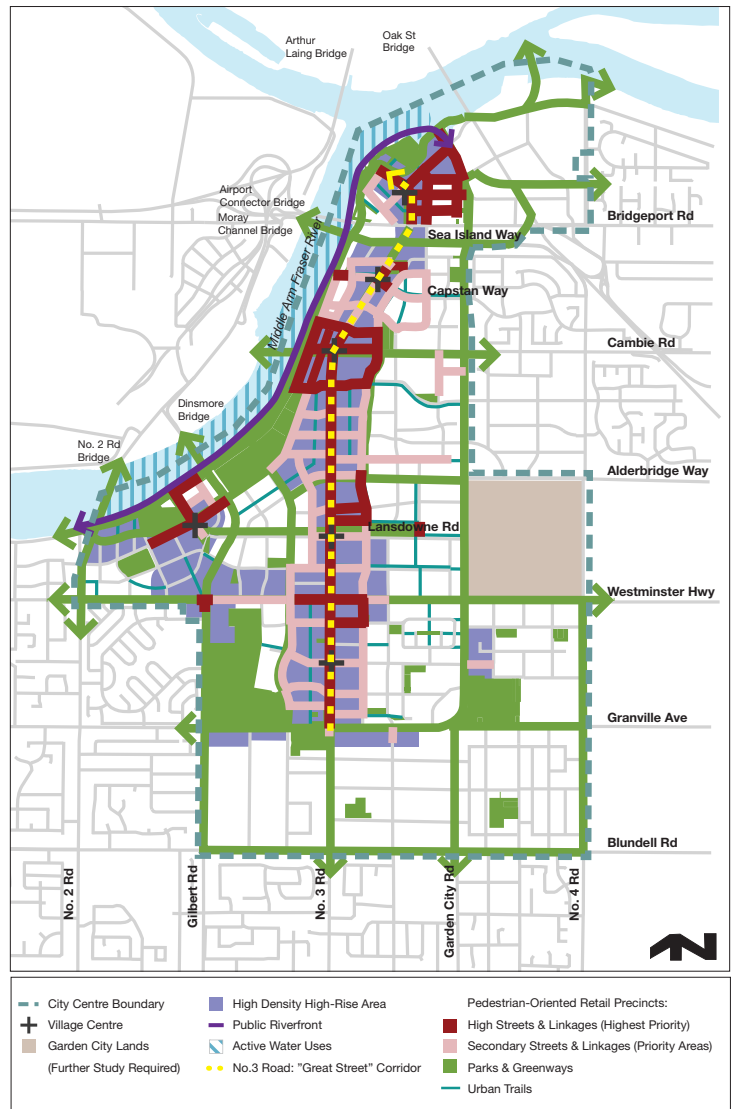 Arthur
Laing Bridge
Oak St
Bridge
Airport
Connector Bridge
Moray
Channel Bridge
Bridgeport Rd
Sea Island Way
Middle Arm Fraser River
Capstan Way
Cambie Rd
Dinsmore
Bridge
No. 2 Rd
Bridge
Alderbridge Way
Lansdowne Rd
Westminster Hwy
Granville Ave
Blundell Rd
No. 2 Rd
Gilbert Rd
No. 3 Rd
Garden City Rd
No. 4 Rd
N
City Centre Boundary
Village Centre
Garden City Lands
(Further Study Required)
High Density High-Rise Area
Public Riverfront
Active Water Uses
No.3 Road: "Great Street" Corridor
Pedestrian-Oriented Retail Precincts:
High Streets & Linkages (Highest Priority)
Secondary Streets & Linkages (Priority Areas)
Parks & Greenways
Urban Trails